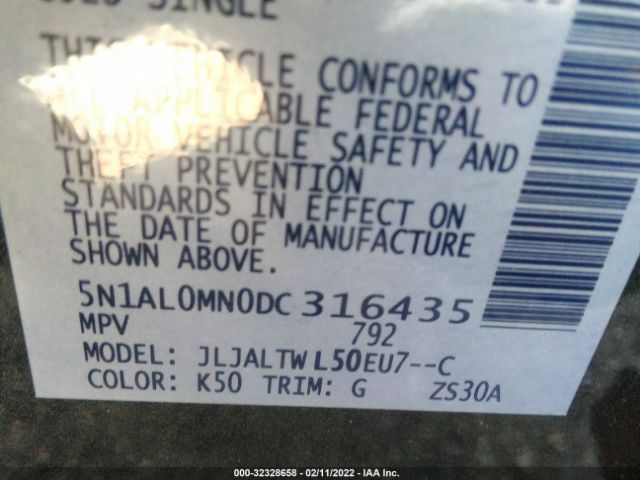 SINGLE
THIS VEHICLE CONFORMS TO
ALL APPLICABLE FEDERAL
MOTOR VEHICLE SAFETY AND
THEFT PREVENTION
STANDARDS IN EFFECT ON
THE DATE OF MANUFACTURE
SHOWN ABOVE.
5N1AL0MN0DC316435
MPV 792
MODEL: JLJALTWL50EU7--C
COLOR: K50 TRIM: G ZS30A
000-32328658 - 02/11/2022 - IAA Inc.